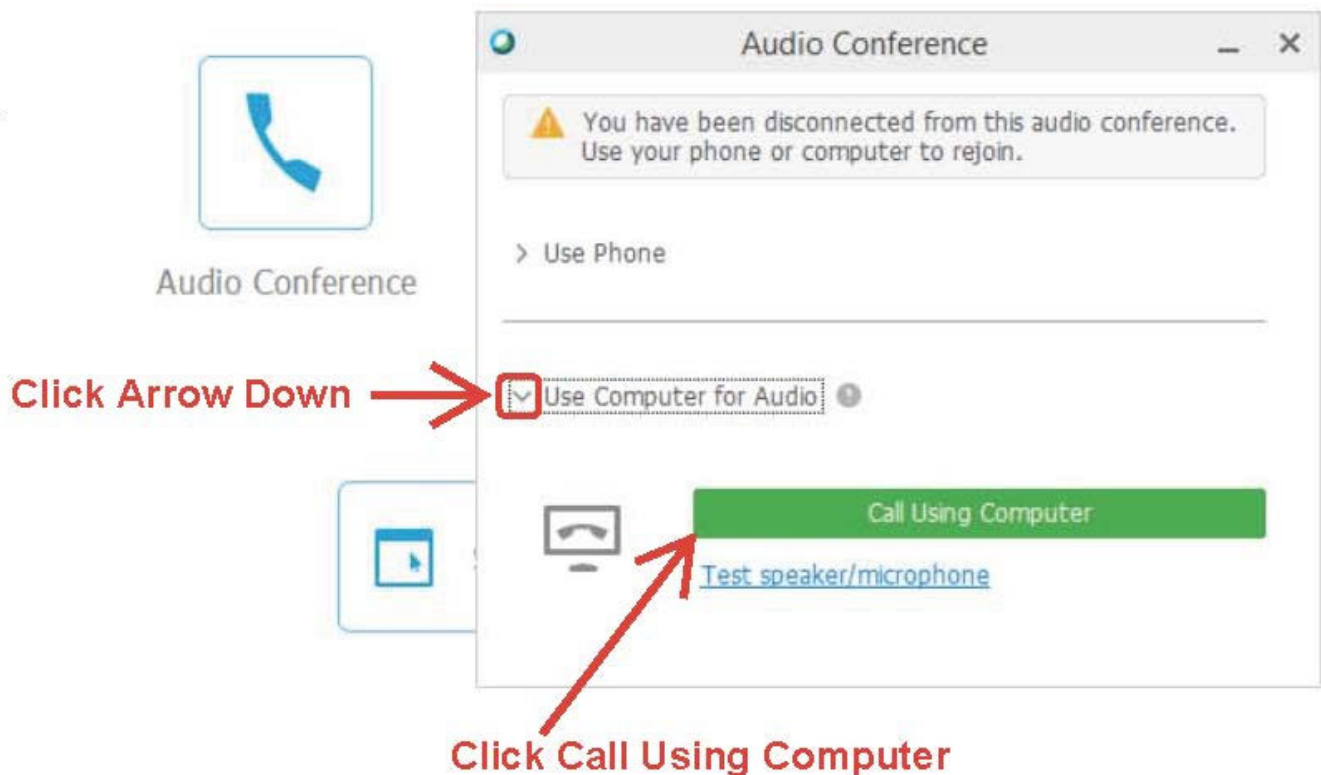 Audio Conference
You have been disconnected from this audio conference.
Use your phone or computer to rejoin.
Use Phone
Audio Conference
Click Arrow Down
Use Computer for Audio
Call Using Computer
Test speaker/microphone
Click Call Using Computer